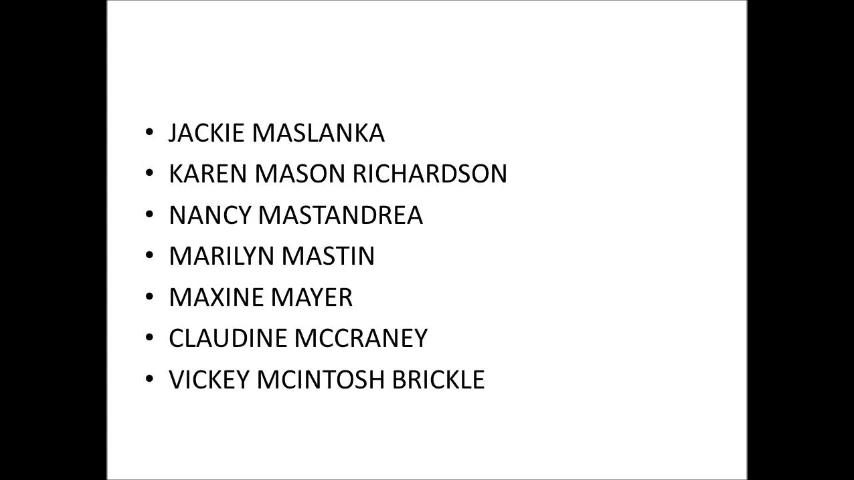 • JACKIE MASLANKA
• KAREN MASON RICHARDSON
• NANCY MASTANDREA
• MARILYN MASTIN
• MAXINE MAYER
• CLAUDINE MCCRANEY
• VICKEY MCINTOSH BRICKLE